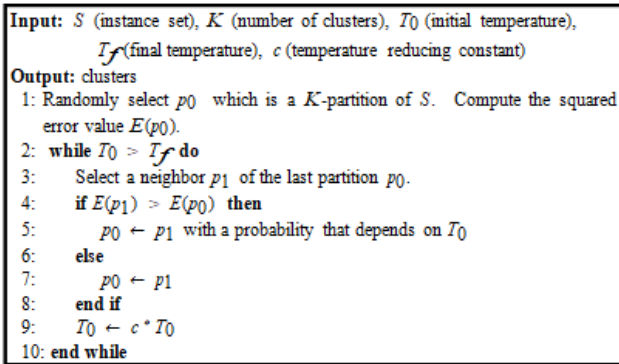 Input: S (instance set), K (number of clusters), T0 (initial temperature),
Tf(final temperature), c (temperature reducing constant)
Output: clusters
1: Randomly select p0 which is a K-partition of S. Compute the squared
error value E(p0).
2: while T0 > Tf do
3: Select a neighbor p1 of the last partition p0.
4: if E(p1) > E(p0) then
5: p0 ← p1 with a probability that depends on T0
6: else
7: p0 ← p1
8: end if
9: T0 ← c * T0
10: end while